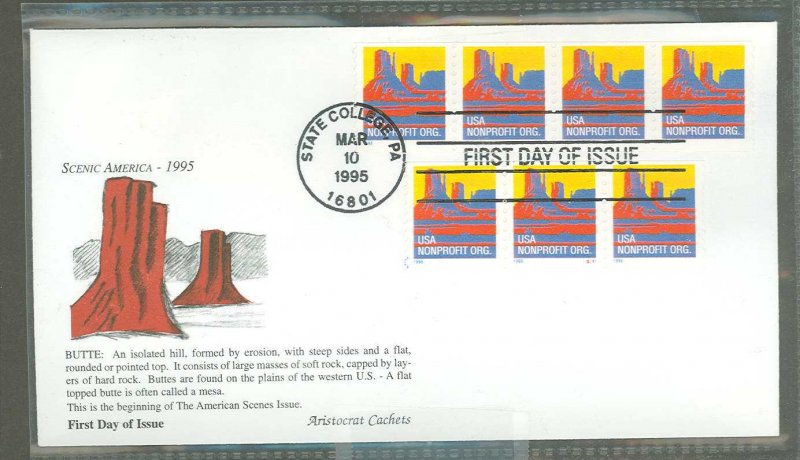 USA USA USA USA
NONPROFIT ORG. NONPROFIT ORG. NONPROFIT ORG. NONPROFIT ORG.
STATE COLLEGE, PA
MAR
10
1995
16801
FIRST DAY OF ISSUE
SCENIC AMERICA - 1995
USA USA USA
NONPROFIT ORG. NONPROFIT ORG. NONPROFIT ORG.
1995 1995 1995
BUTTE: An isolated hill, formed by erosion, with steep sides and a flat,
rounded or pointed top. It consists of large masses of soft rock, capped by lay-
ers of hard rock. Buttes are found on the plains of the western U.S. - A flat
topped butte is often called a mesa.
This is the beginning of The American Scenes Issue.
First Day of Issue
Aristocrat Cachets